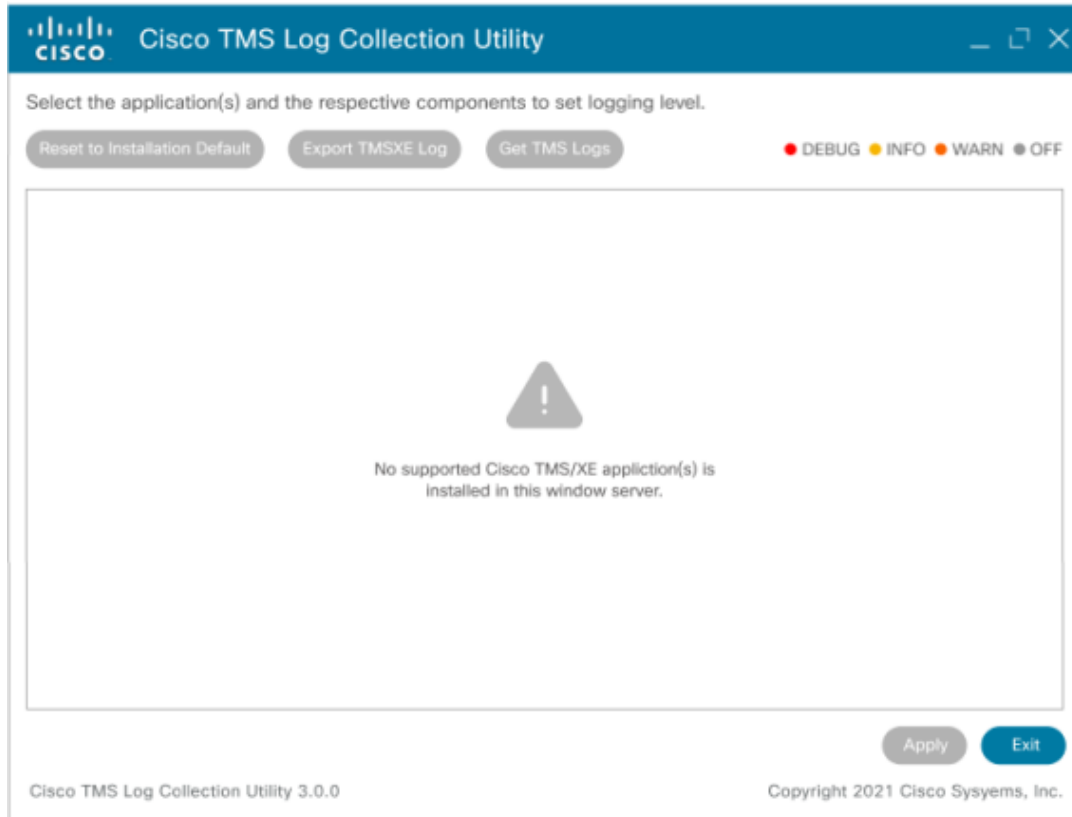 CISCO
Cisco TMS Log Collection Utility
Select the application(s) and the respective components to set logging level.
Reset to Installation Default Export TMSXE Log Get TMS Logs DEBUG INFO WARN OFF
!
No supported Cisco TMS/XE appliction(s) is
installed in this window server.
Apply Exit
Cisco TMS Log Collection Utility 3.0.0 Copyright 2021 Cisco Sysyems, Inc.